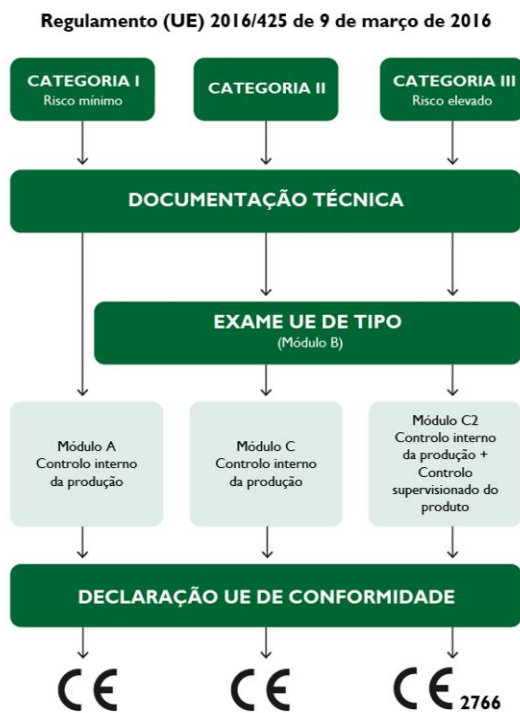 Regulamento (UE) 2016/425 de 9 de março de 2016
CATEGORIA I
Risco mínimo
CATEGORIA II
CATEGORIA III
Risco elevado
DOCUMENTAÇÃO TÉCNICA
EXAME UE DE TIPO
(Módulo B)
Módulo A
Controlo interno
da produção
Módulo C
Controlo interno
da produção
Módulo C2
Controlo interno
da produção +
Controlo
supervisionado do
produto
DECLARAÇÃO UE DE CONFORMIDADE
CE
CE
CE 2766